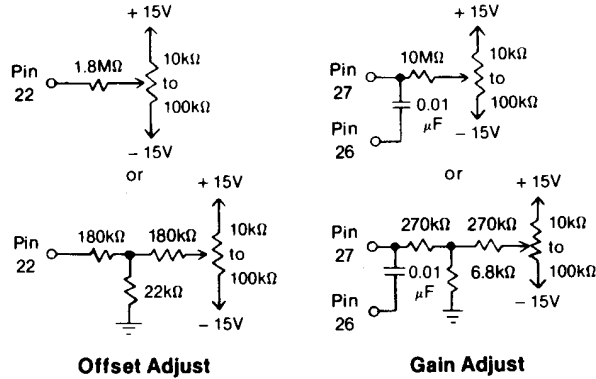 + 15V
Pin
22
1.8MΩ
10kΩ
to
100kΩ
− 15V
or
+ 15V
Pin
22
180kΩ
180kΩ
22kΩ
10kΩ
to
100kΩ
− 15V
Offset Adjust
+ 15V
Pin
27
10MΩ
10kΩ
to
100kΩ
0.01
μF
Pin
26
− 15V
or
+ 15V
Pin
27
270kΩ
270kΩ
10kΩ
to
100kΩ
0.01
μF
6.8kΩ
Pin
26
− 15V
Gain Adjust